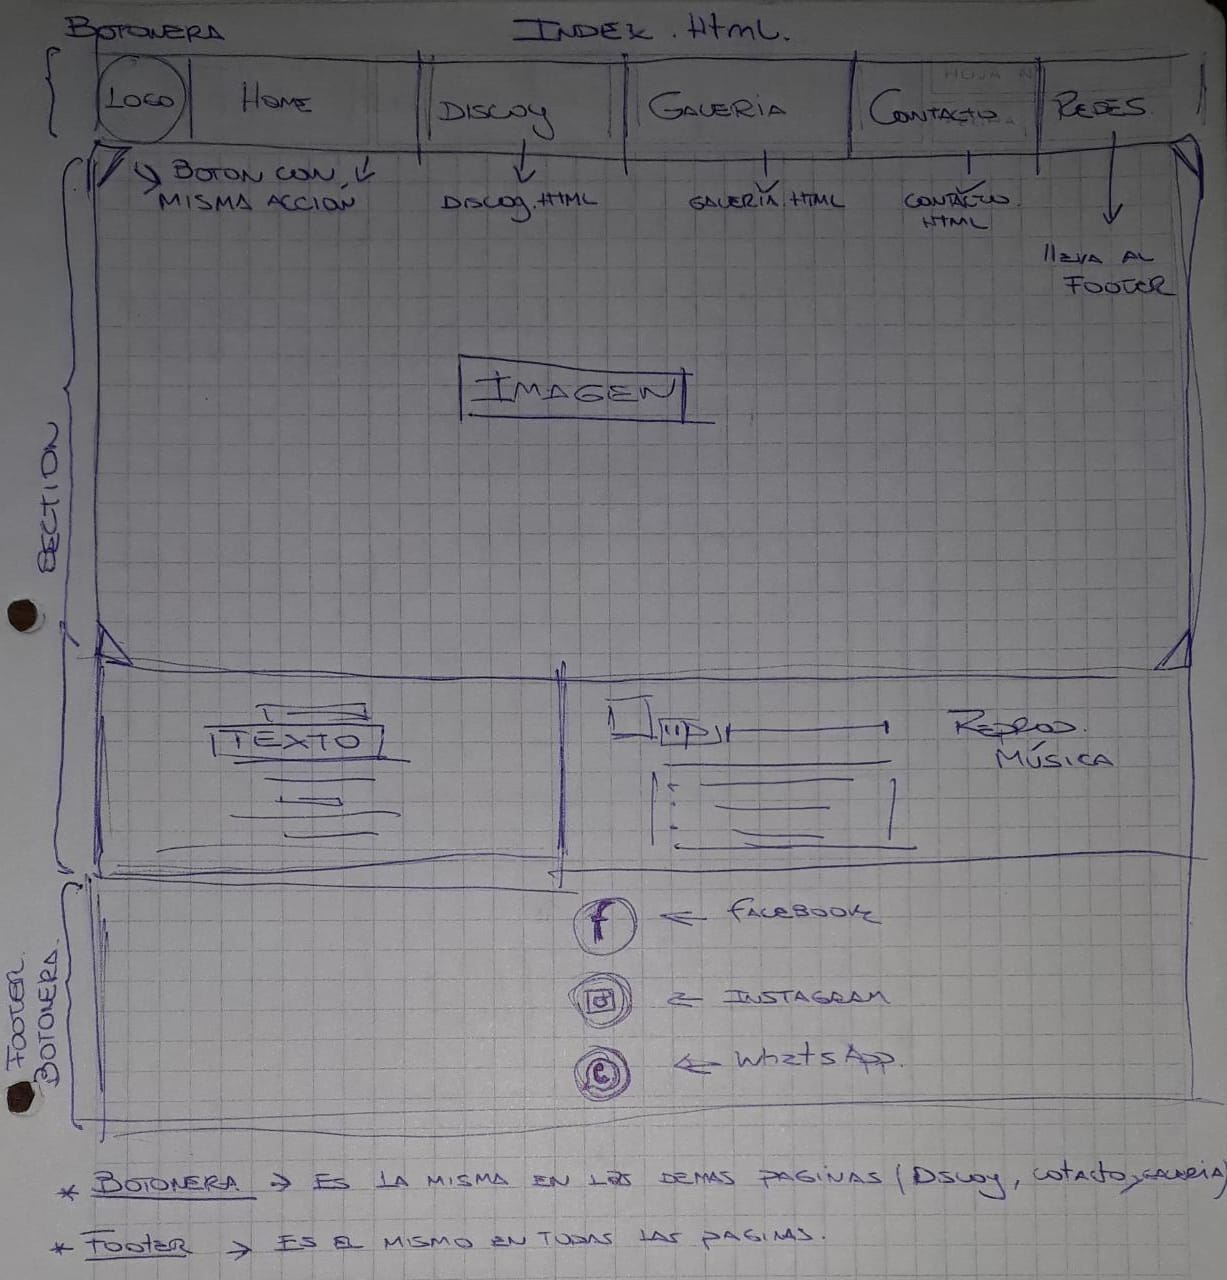 BOTONERA
INDEX.HTML.
LOGO
HOME
DISCOG
GALERIA
CONTACTO
REDES
HOJA N
BOTON CON
MISMA ACCION
DISCOG.HTML
GALERIA.HTML
CONTACTO.
HTML
LLEVA AL
FOOTER
IMAGEN
SECTION
TEXTO
REPROD.
MÚSICA
FOOTER.
BOTONERA.
f
FACEBOOK
INSTAGRAM
WhatsApp.
* BOTONERA → ES LA MISMA EN LOS DEMAS PAGINAS (Discog, cotacto, GALERIA)
* FOOTER → ES EL MISMO EN TODAS LAS PAGINAS.